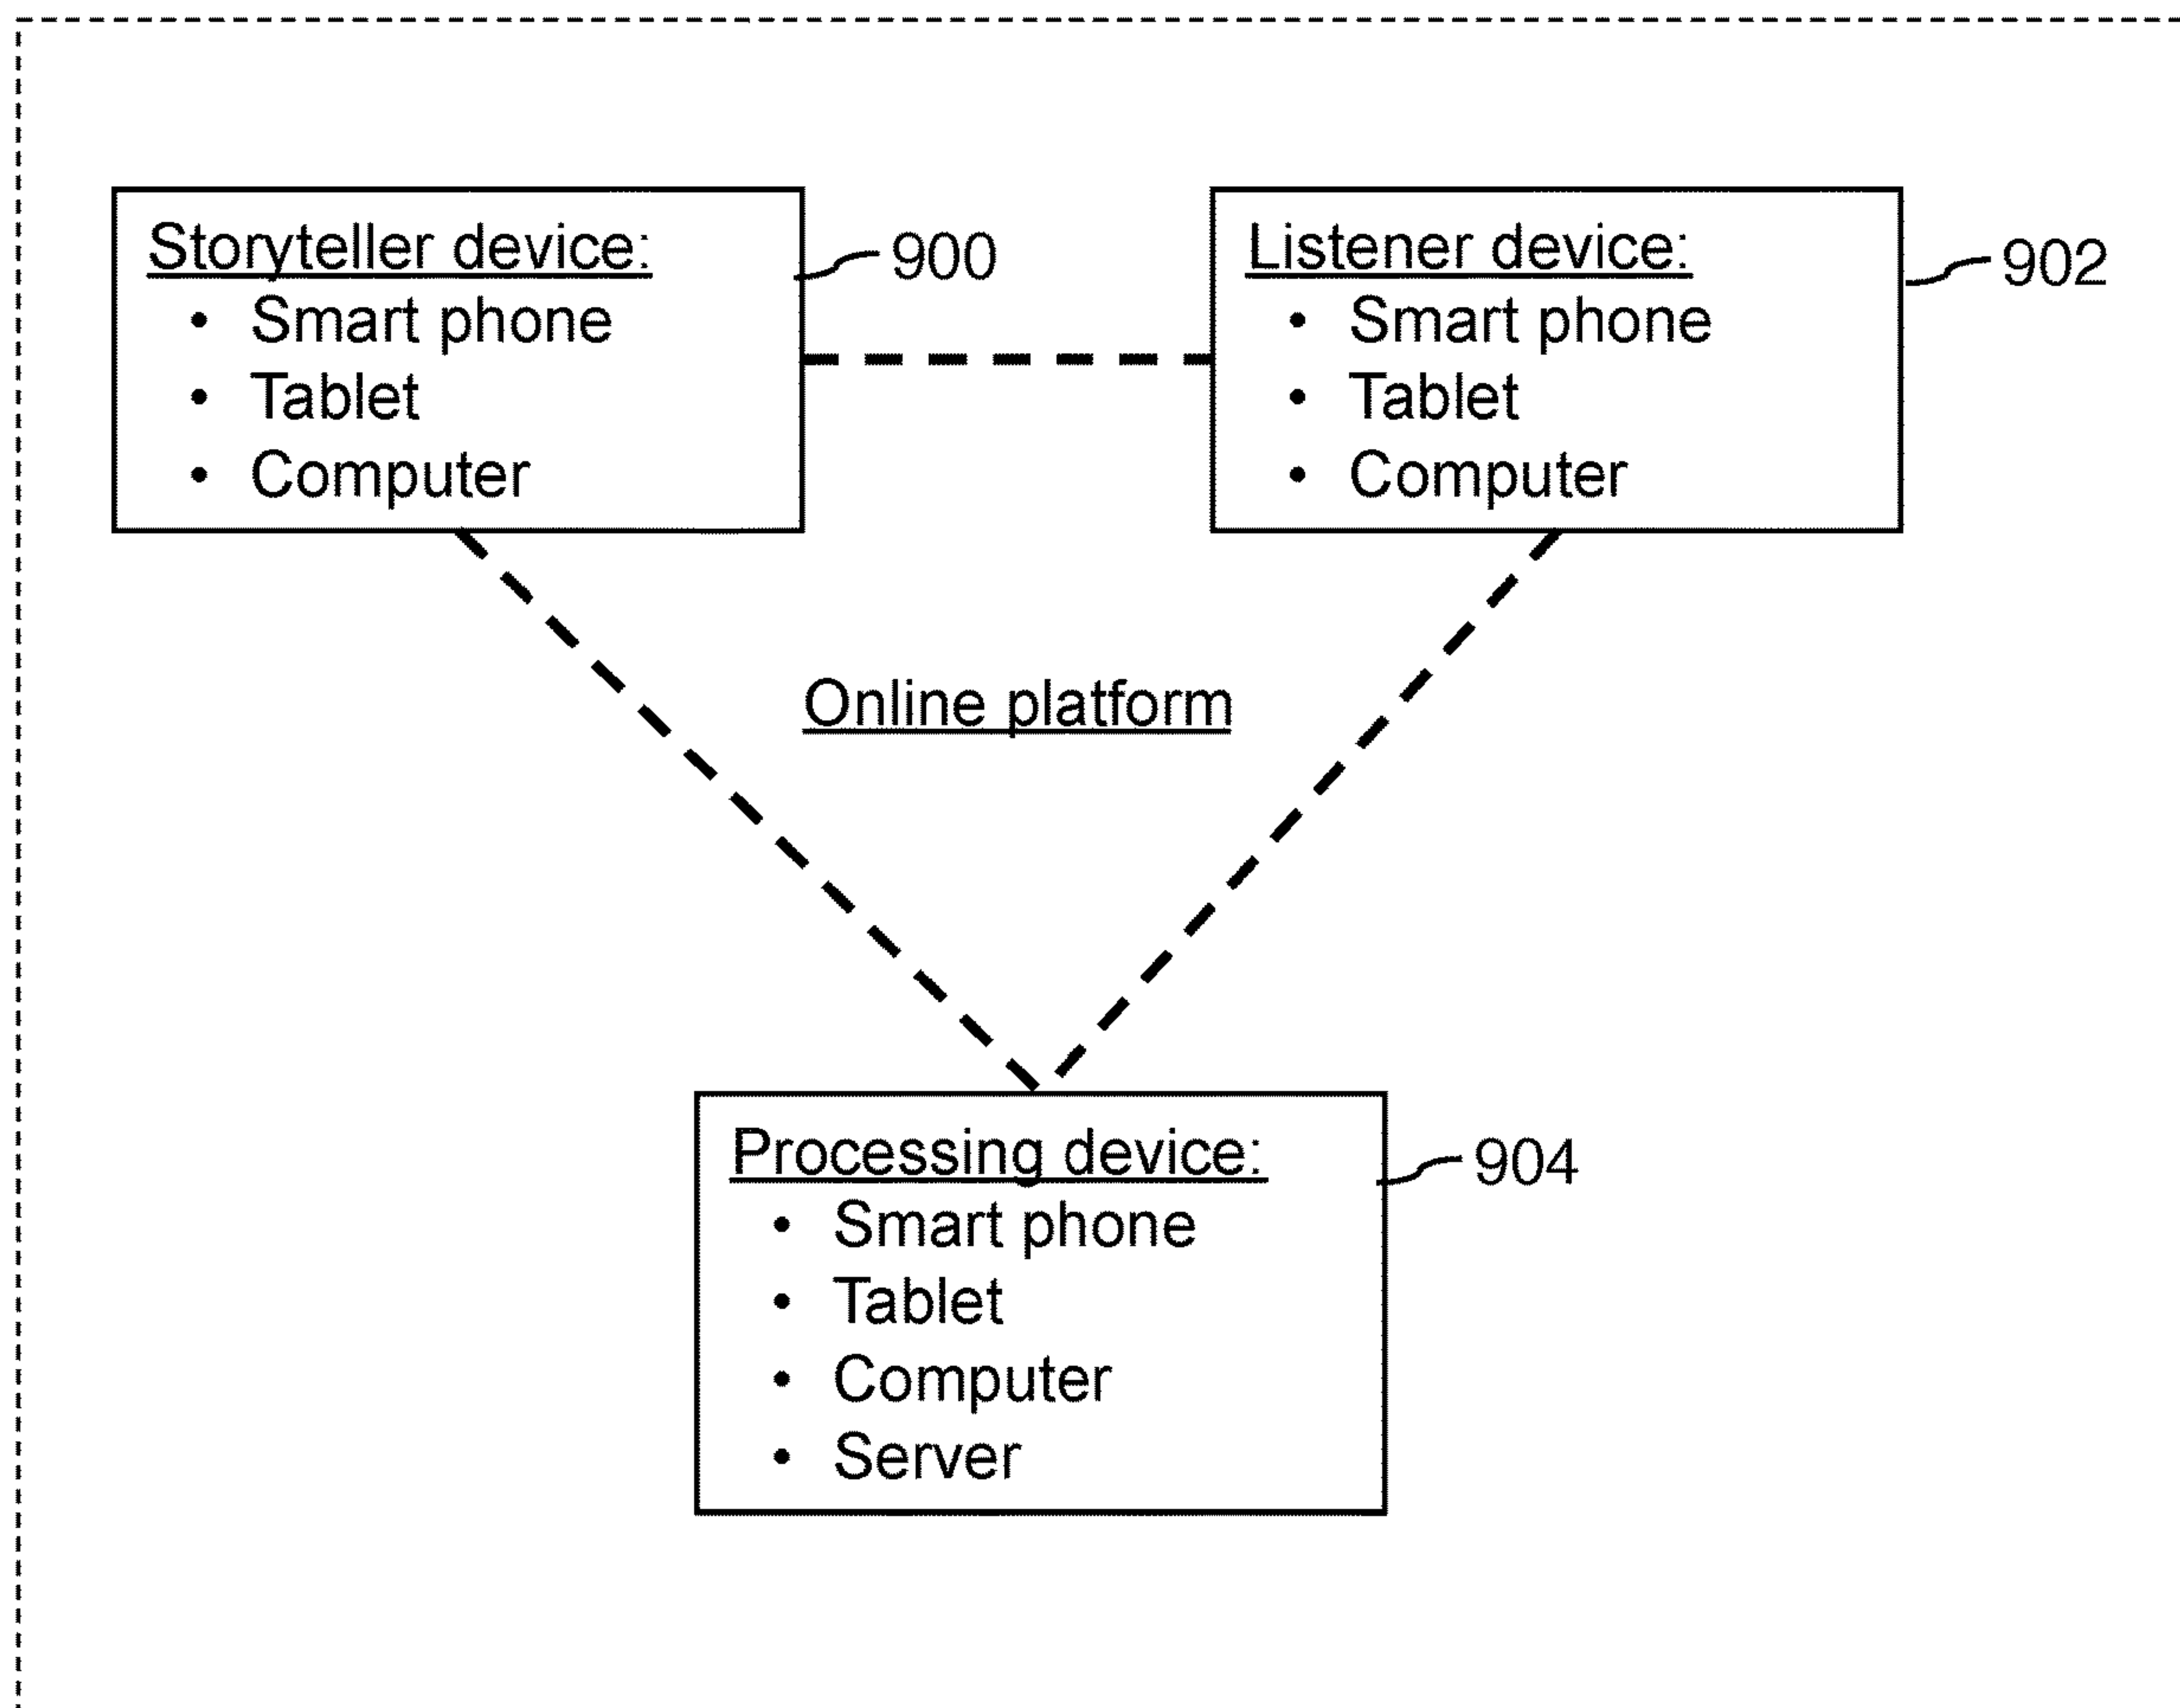 Storyteller device:
• Smart phone
• Tablet
• Computer
900
Listener device:
• Smart phone
• Tablet
• Computer
902
Online platform
Processing device:
• Smart phone
• Tablet
• Computer
• Server
904